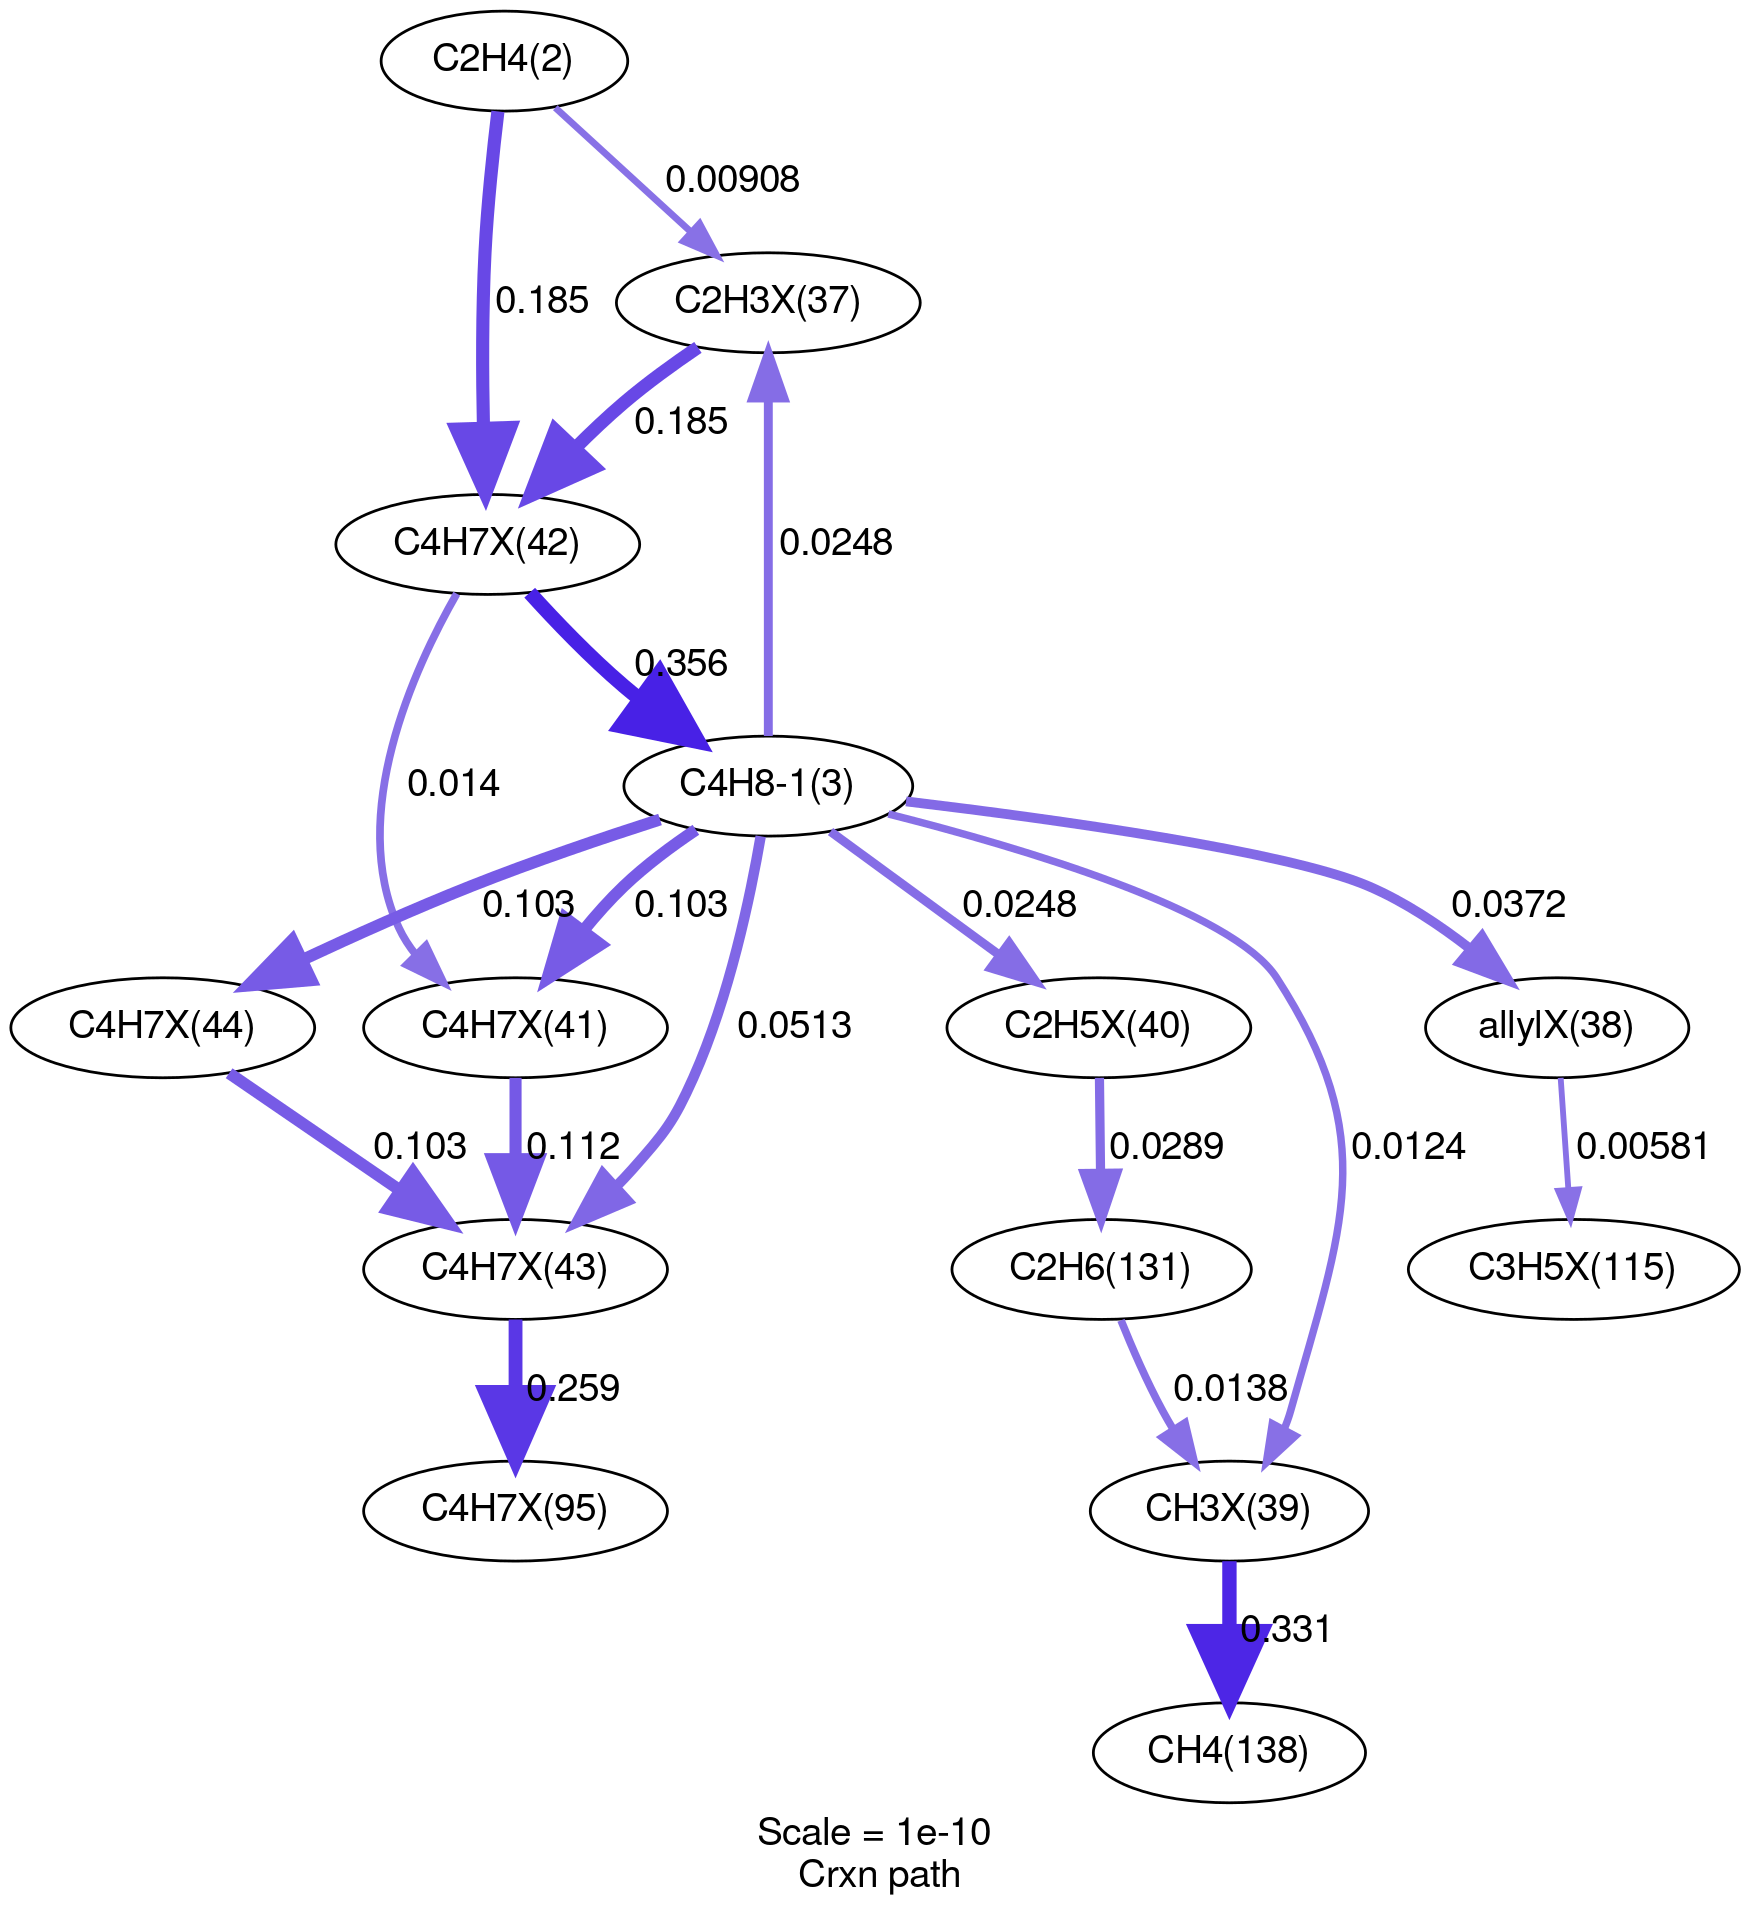 C2H4(2)
0.00908
0.185
C2H3X(37)
0.185
C4H7X(42)
0.0248
0.356
0.014
C4H8-1(3)
0.103
0.103
0.0248
0.0372
C4H7X(44)
C4H7X(41)
0.0513
C2H5X(40)
allylX(38)
0.103
0.112
0.0289
0.0124
0.00581
C4H7X(43)
C2H6(131)
C3H5X(115)
0.259
0.0138
C4H7X(95)
CH3X(39)
0.331
CH4(138)
Scale = 1e-10
Crxn path